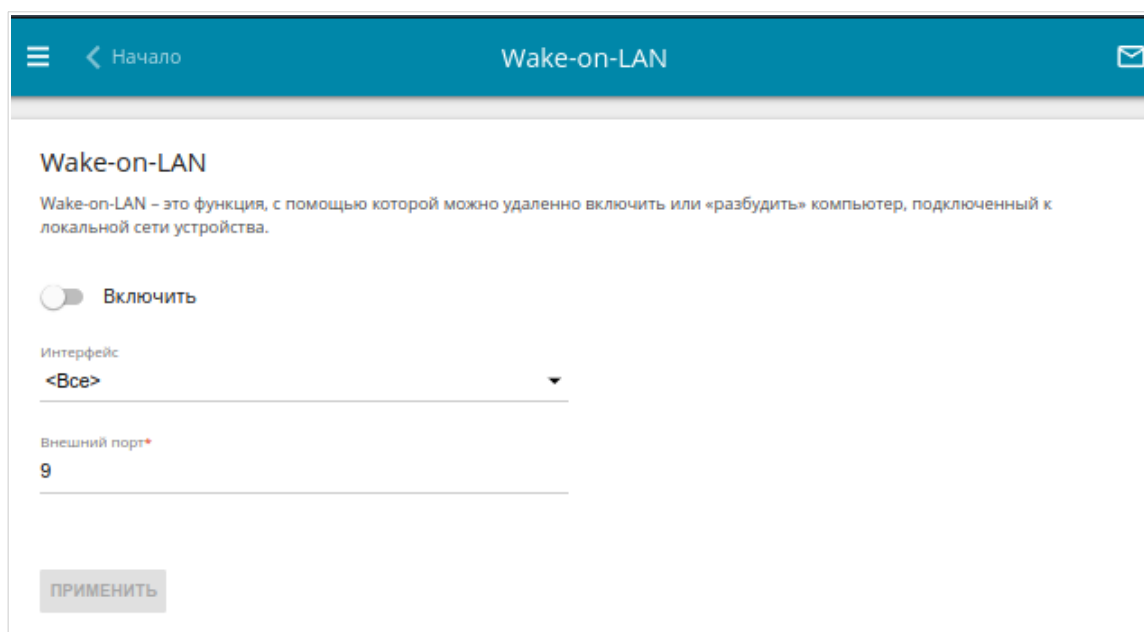 Начало
Wake-on-LAN
Wake-on-LAN
Wake-on-LAN – это функция, с помощью которой можно удаленно включить или «разбудить» компьютер, подключенный к
локальной сети устройства.
Включить
Интерфейс
<Все>
Внешний порт*
9
ПРИМЕНИТЬ